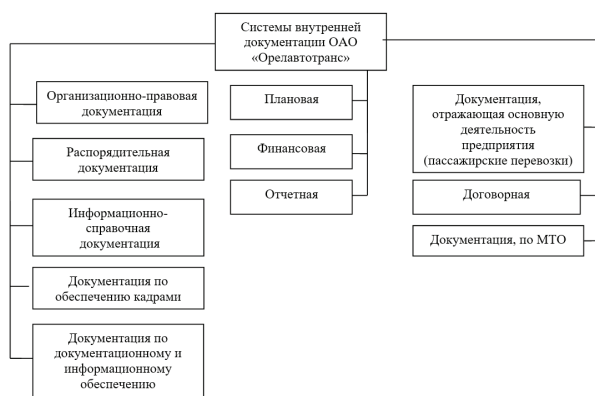 Системы внутренней
документации ОАО
«Орелавтотранс»
Организационно-правовая
документация
Распорядительная
документация
Информационно-
справочная
документация
Документация по
обеспечению кадрами
Документация по
документационному и
информационному
обеспечению
Плановая
Финансовая
Отчетная
Документация,
отражающая основную
деятельность
предприятия
(пассажирские перевозки)
Договорная
Документация, по МТО